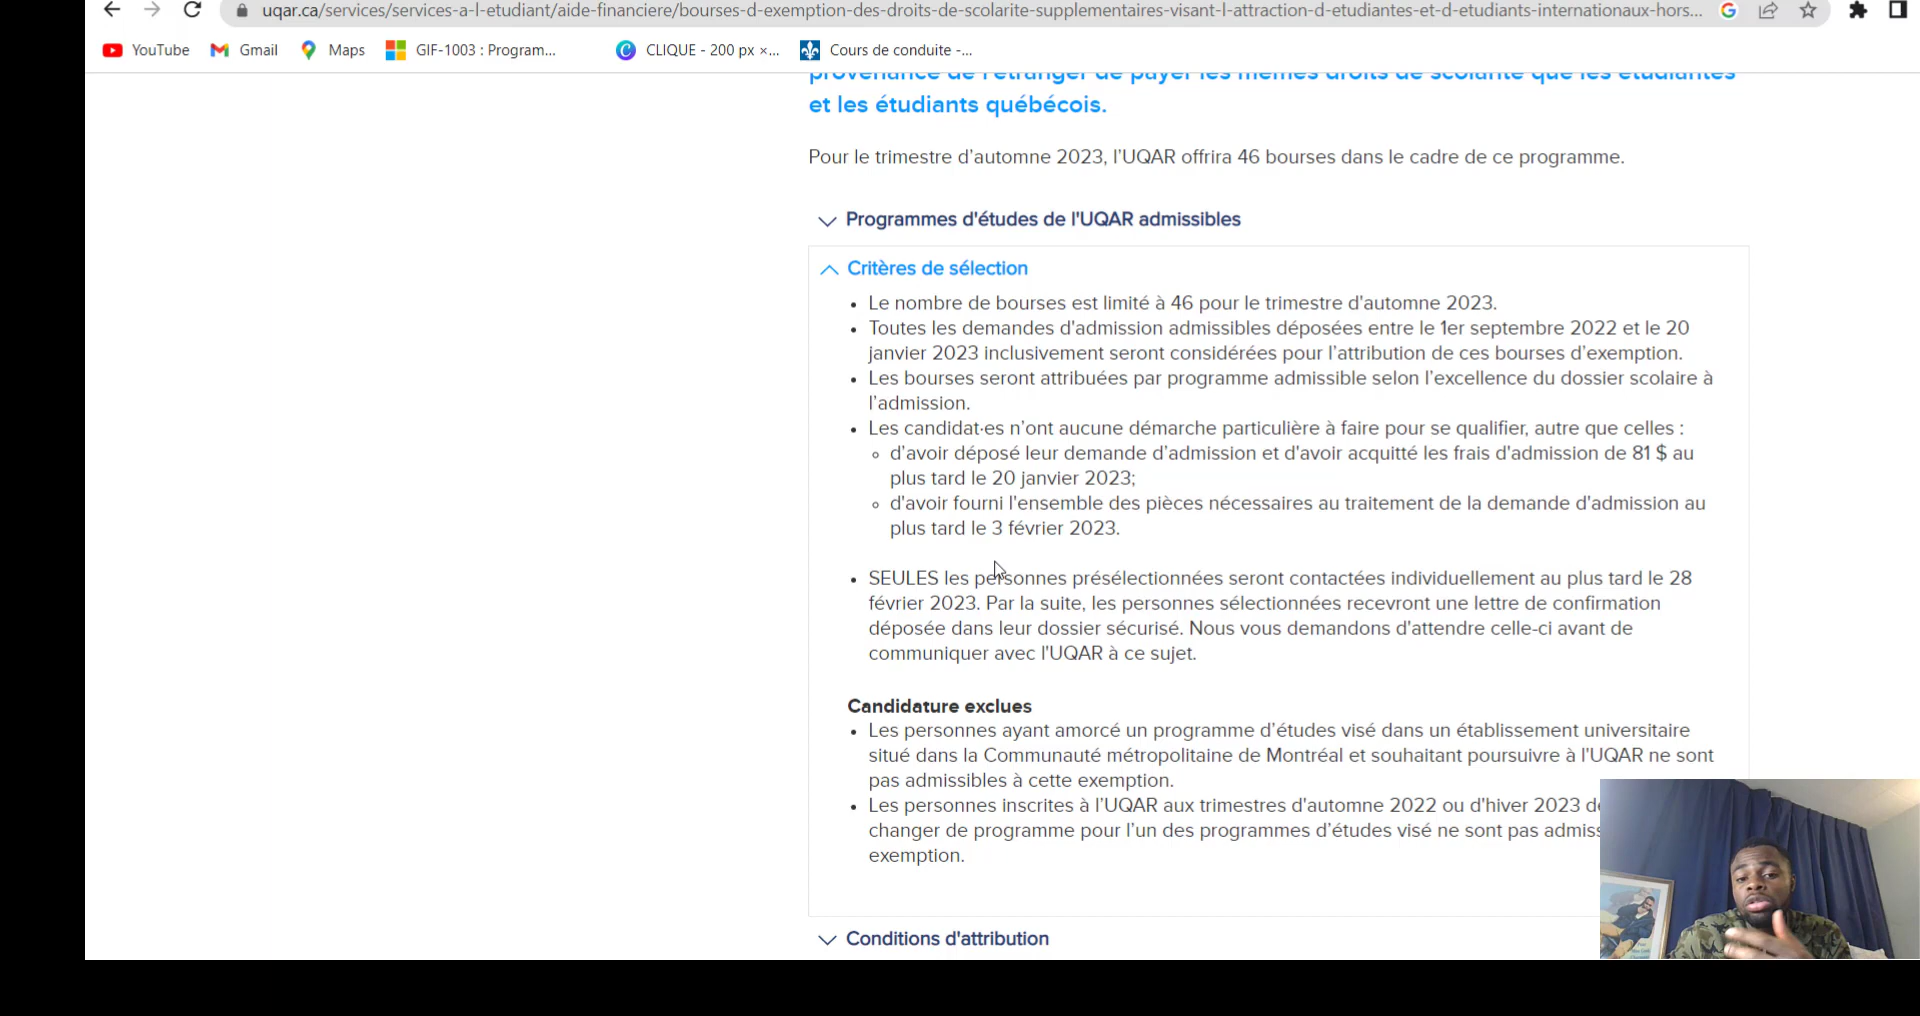 uqar.ca/services/services-a-l-etudiant/aide-financiere/bourses-d-exemption-des-droits-de-scolarite-supplementaires-visant-l-attraction-d-etudiantes-et-d-etudiants-internationaux-hors...
YouTube Gmail Maps GIF-1003 : Program... CLIQUE - 200 px ×... Cours de conduite -...
provenance de l'étranger de payer les mêmes droits de scolarité que les étudiantes
et les étudiants québécois.
Pour le trimestre d'automne 2023, l'UQAR offrira 46 bourses dans le cadre de ce programme.
Programmes d'études de l'UQAR admissibles
Critères de sélection
• Le nombre de bourses est limité à 46 pour le trimestre d'automne 2023.
• Toutes les demandes d'admission admissibles déposées entre le 1er septembre 2022 et le 20
janvier 2023 inclusivement seront considérées pour l'attribution de ces bourses d'exemption.
• Les bourses seront attribuées par programme admissible selon l'excellence du dossier scolaire à
l'admission.
• Les candidat·es n'ont aucune démarche particulière à faire pour se qualifier, autre que celles :
◦ d'avoir déposé leur demande d'admission et d'avoir acquitté les frais d'admission de 81 $ au
plus tard le 20 janvier 2023;
◦ d'avoir fourni l'ensemble des pièces nécessaires au traitement de la demande d'admission au
plus tard le 3 février 2023.
• SEULES les personnes présélectionnées seront contactées individuellement au plus tard le 28
février 2023. Par la suite, les personnes sélectionnées recevront une lettre de confirmation
déposée dans leur dossier sécurisé. Nous vous demandons d'attendre celle-ci avant de
communiquer avec l'UQAR à ce sujet.
Candidature exclues
• Les personnes ayant amorcé un programme d'études visé dans un établissement universitaire
situé dans la Communauté métropolitaine de Montréal et souhaitant poursuivre à l'UQAR ne sont
pas admissibles à cette exemption.
• Les personnes inscrites à l'UQAR aux trimestres d'automne 2022 ou d'hiver 2023
changer de programme pour l'un des programmes d'études visé ne sont pas
exemption.
Conditions d'attribution